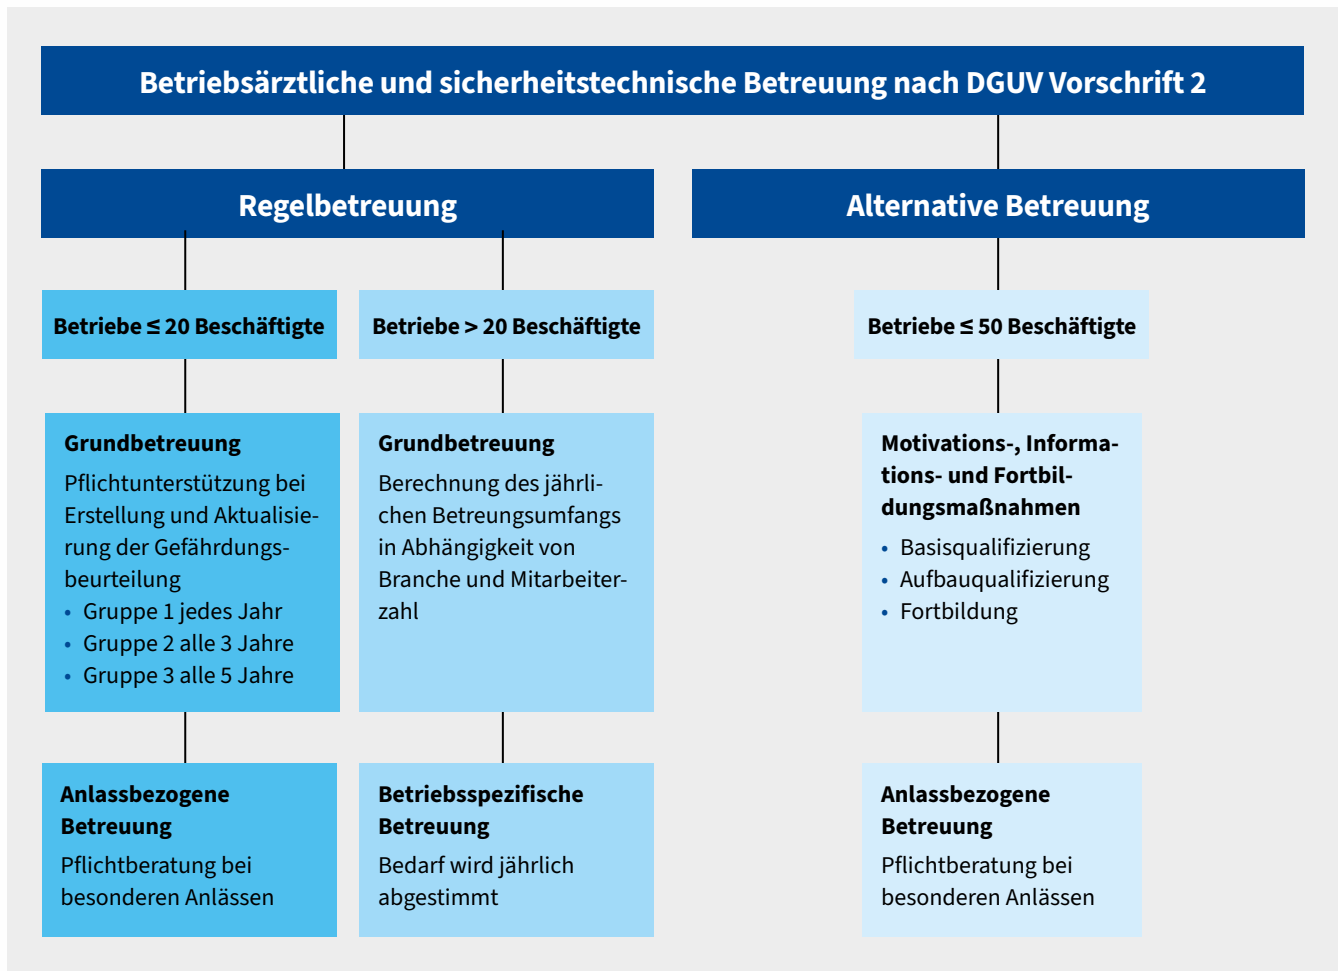 Betriebsärztliche und sicherheitstechnische Betreuung nach DGUV Vorschrift 2
Regelbetreuung
Alternative Betreuung
Betriebe ≤ 20 Beschäftigte
Betriebe > 20 Beschäftigte
Betriebe ≤ 50 Beschäftigte
Grundbetreuung
Pflichtunterstützung bei
Erstellung und Aktualisie-
rung der Gefährdungs-
beurteilung
• Gruppe 1 jedes Jahr
• Gruppe 2 alle 3 Jahre
• Gruppe 3 alle 5 Jahre
Grundbetreuung
Berechnung des jährli-
chen Betreungsumfangs
in Abhängigkeit von
Branche und Mitarbeiter-
zahl
Motivations-, Informa-
tions- und Fortbil-
dungsmaßnahmen
• Basisqualifizierung
• Aufbauqualifizierung
• Fortbildung
Anlassbezogene
Betreuung
Pflichtberatung bei
besonderen Anlässen
Betriebsspezifische
Betreuung
Bedarf wird jährlich
abgestimmt
Anlassbezogene
Betreuung
Pflichtberatung bei
besonderen Anlässen